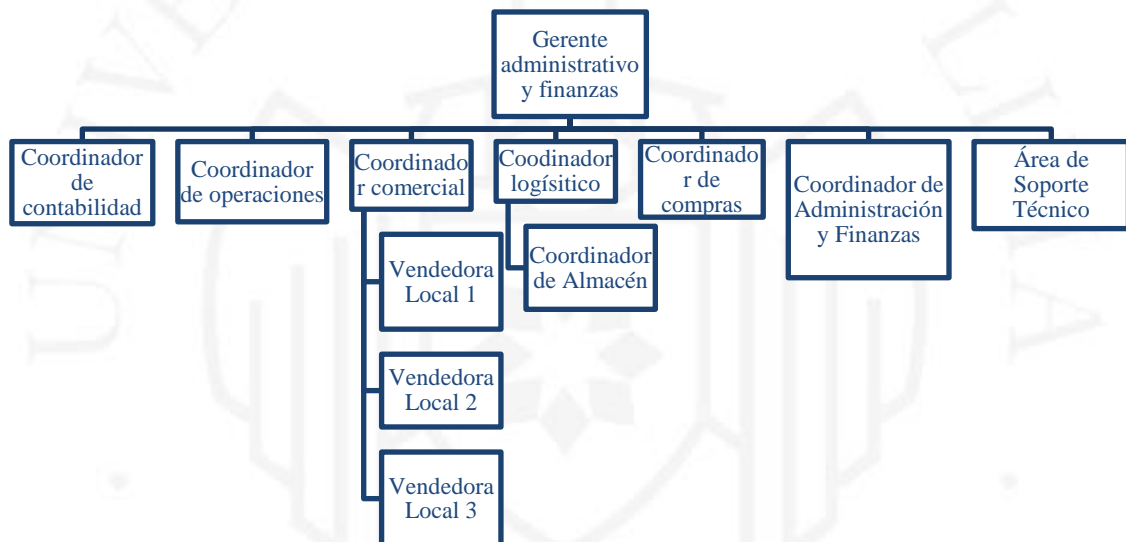 Gerente
administrativo
y finanzas
Coordinador
de
contabilidad
Coordinador
de operaciones
Coordinado
r comercial
Coodinador
logísitico
Coordinado
r de
compras
Coordinador de
Administración
y Finanzas
Área de
Soporte
Técnico
Vendedora
Local 1
Coordinador
de Almacén
Vendedora
Local 2
Vendedora
Local 3